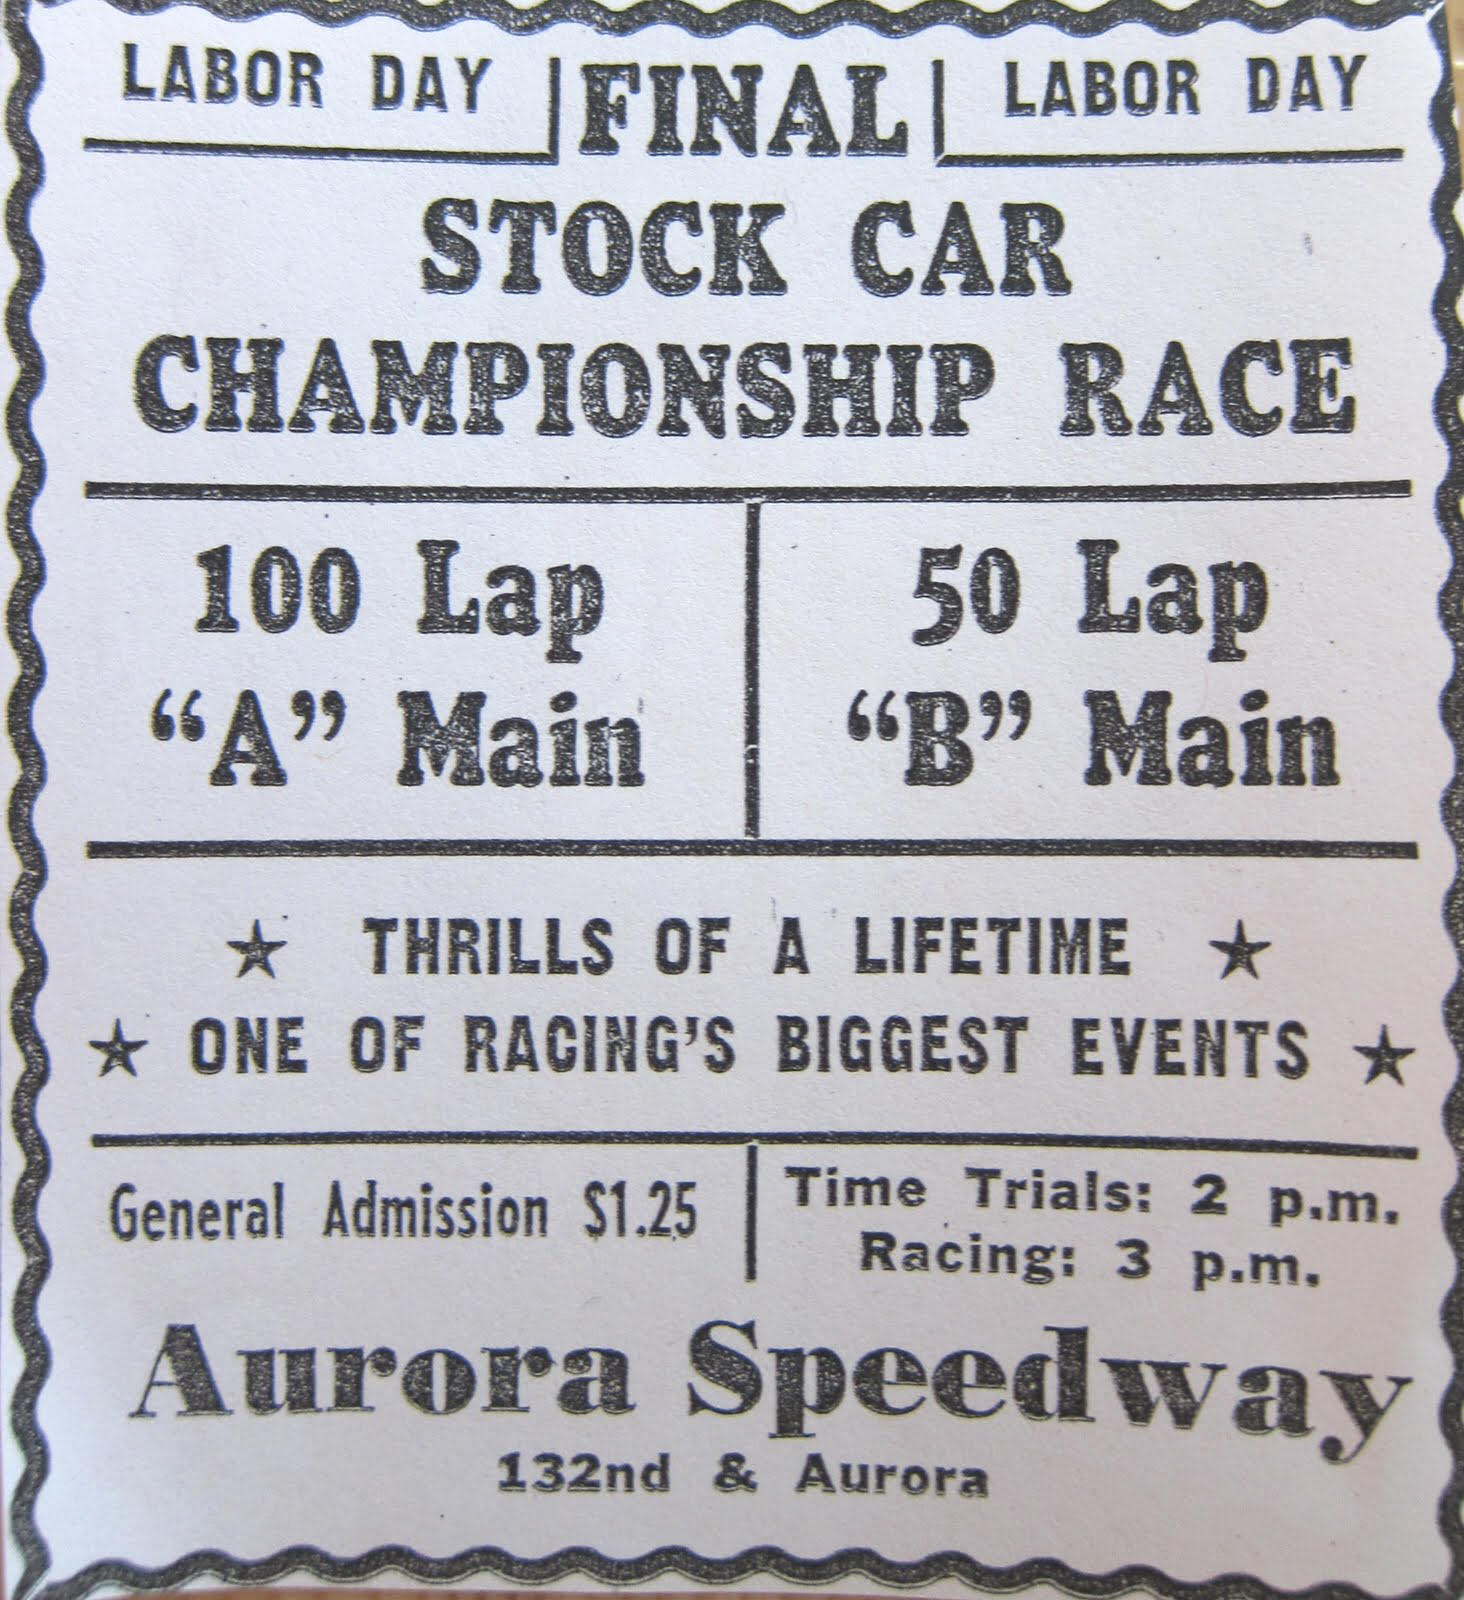 LABOR DAY FINAL LABOR DAY
STOCK CAR
CHAMPIONSHIP RACE
100 Lap
"A" Main
50 Lap
"B" Main
★ THRILLS OF A LIFETIME ★
★ ONE OF RACING'S BIGGEST EVENTS ★
General Admission $1.25
Time Trials: 2 p.m.
Racing: 3 p.m.
Aurora Speedway
132nd & Aurora